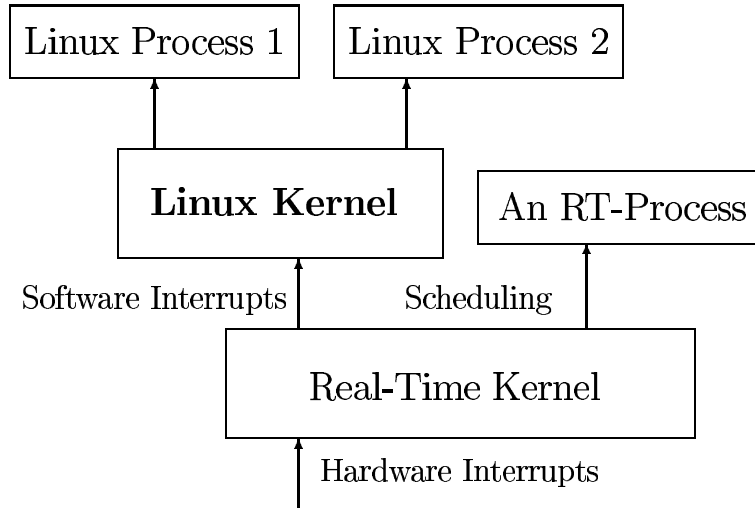 Linux Process 1
Linux Process 2
Linux Kernel
An RT-Process
Software Interrupts
Scheduling
Real-Time Kernel
Hardware Interrupts